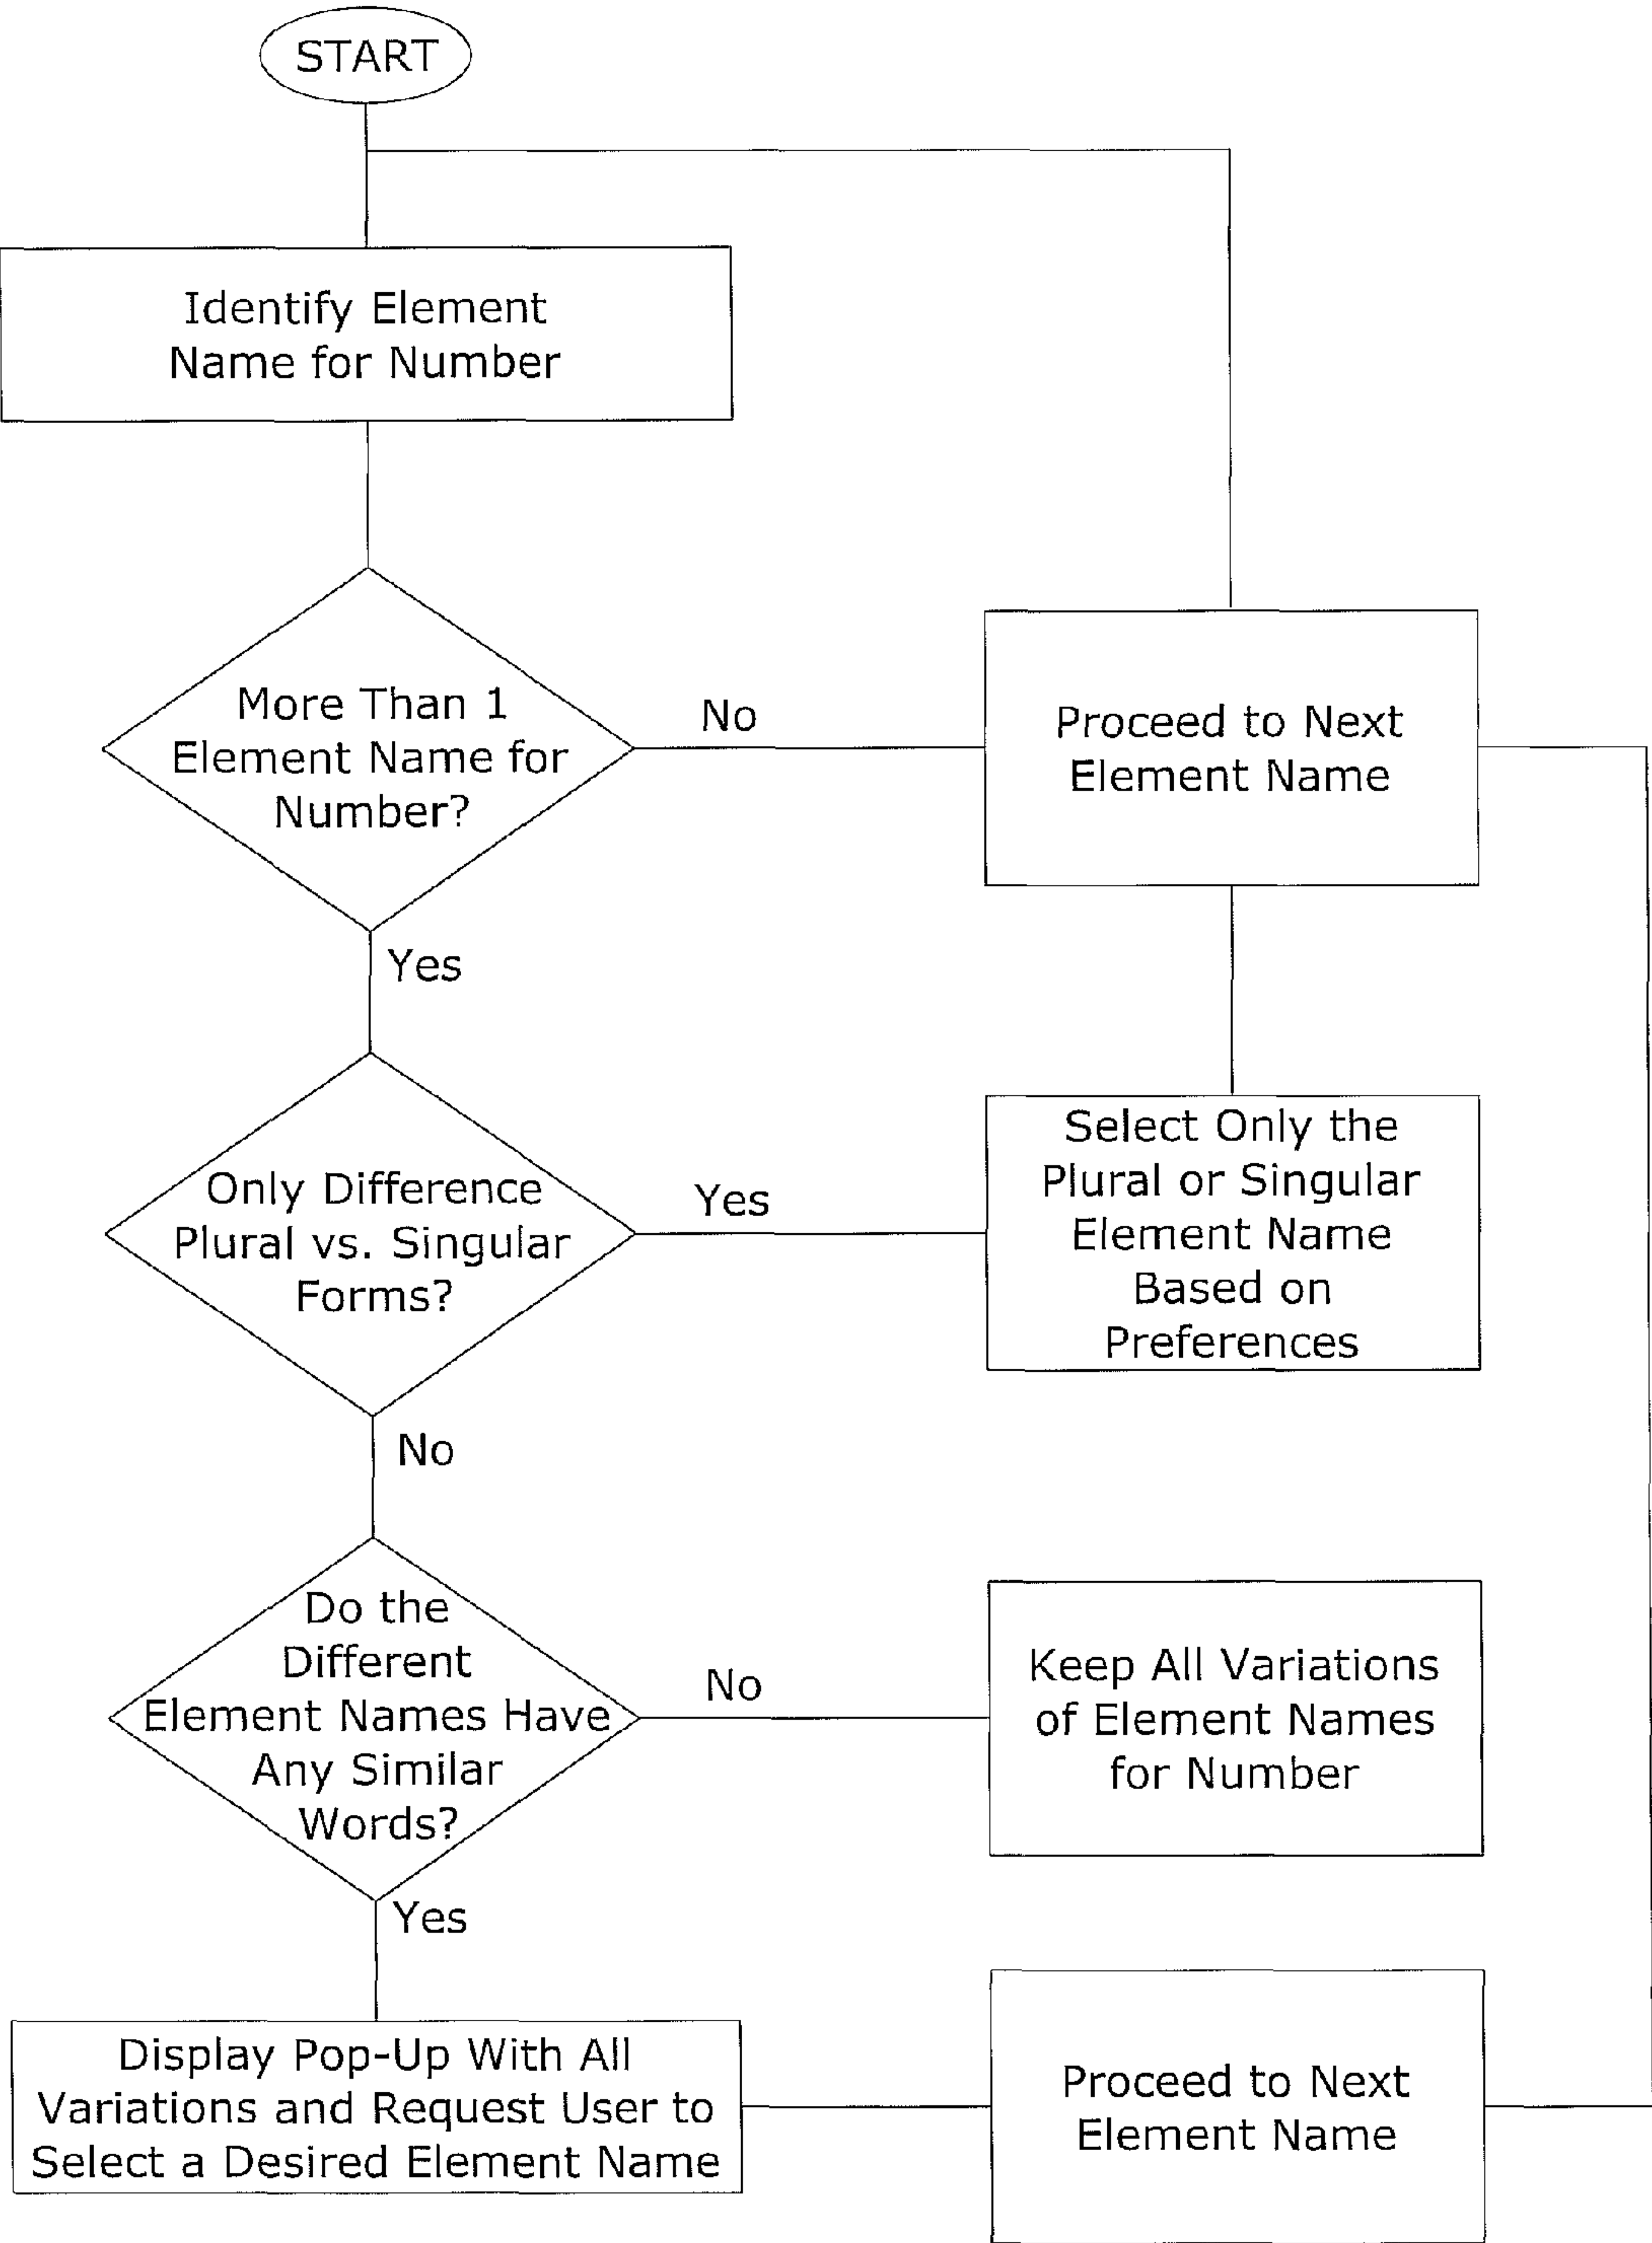 START
Identify Element
Name for Number
More Than 1
Element Name for
Number?
No
Proceed to Next
Element Name
Yes
Only Difference
Plural vs. Singular
Forms?
Yes
Select Only the
Plural or Singular
Element Name
Based on
Preferences
No
Do the
Different
Element Names Have
Any Similar
Words?
No
Keep All Variations
of Element Names
for Number
Yes
Display Pop-Up With All
Variations and Request User to
Select a Desired Element Name
Proceed to Next
Element Name